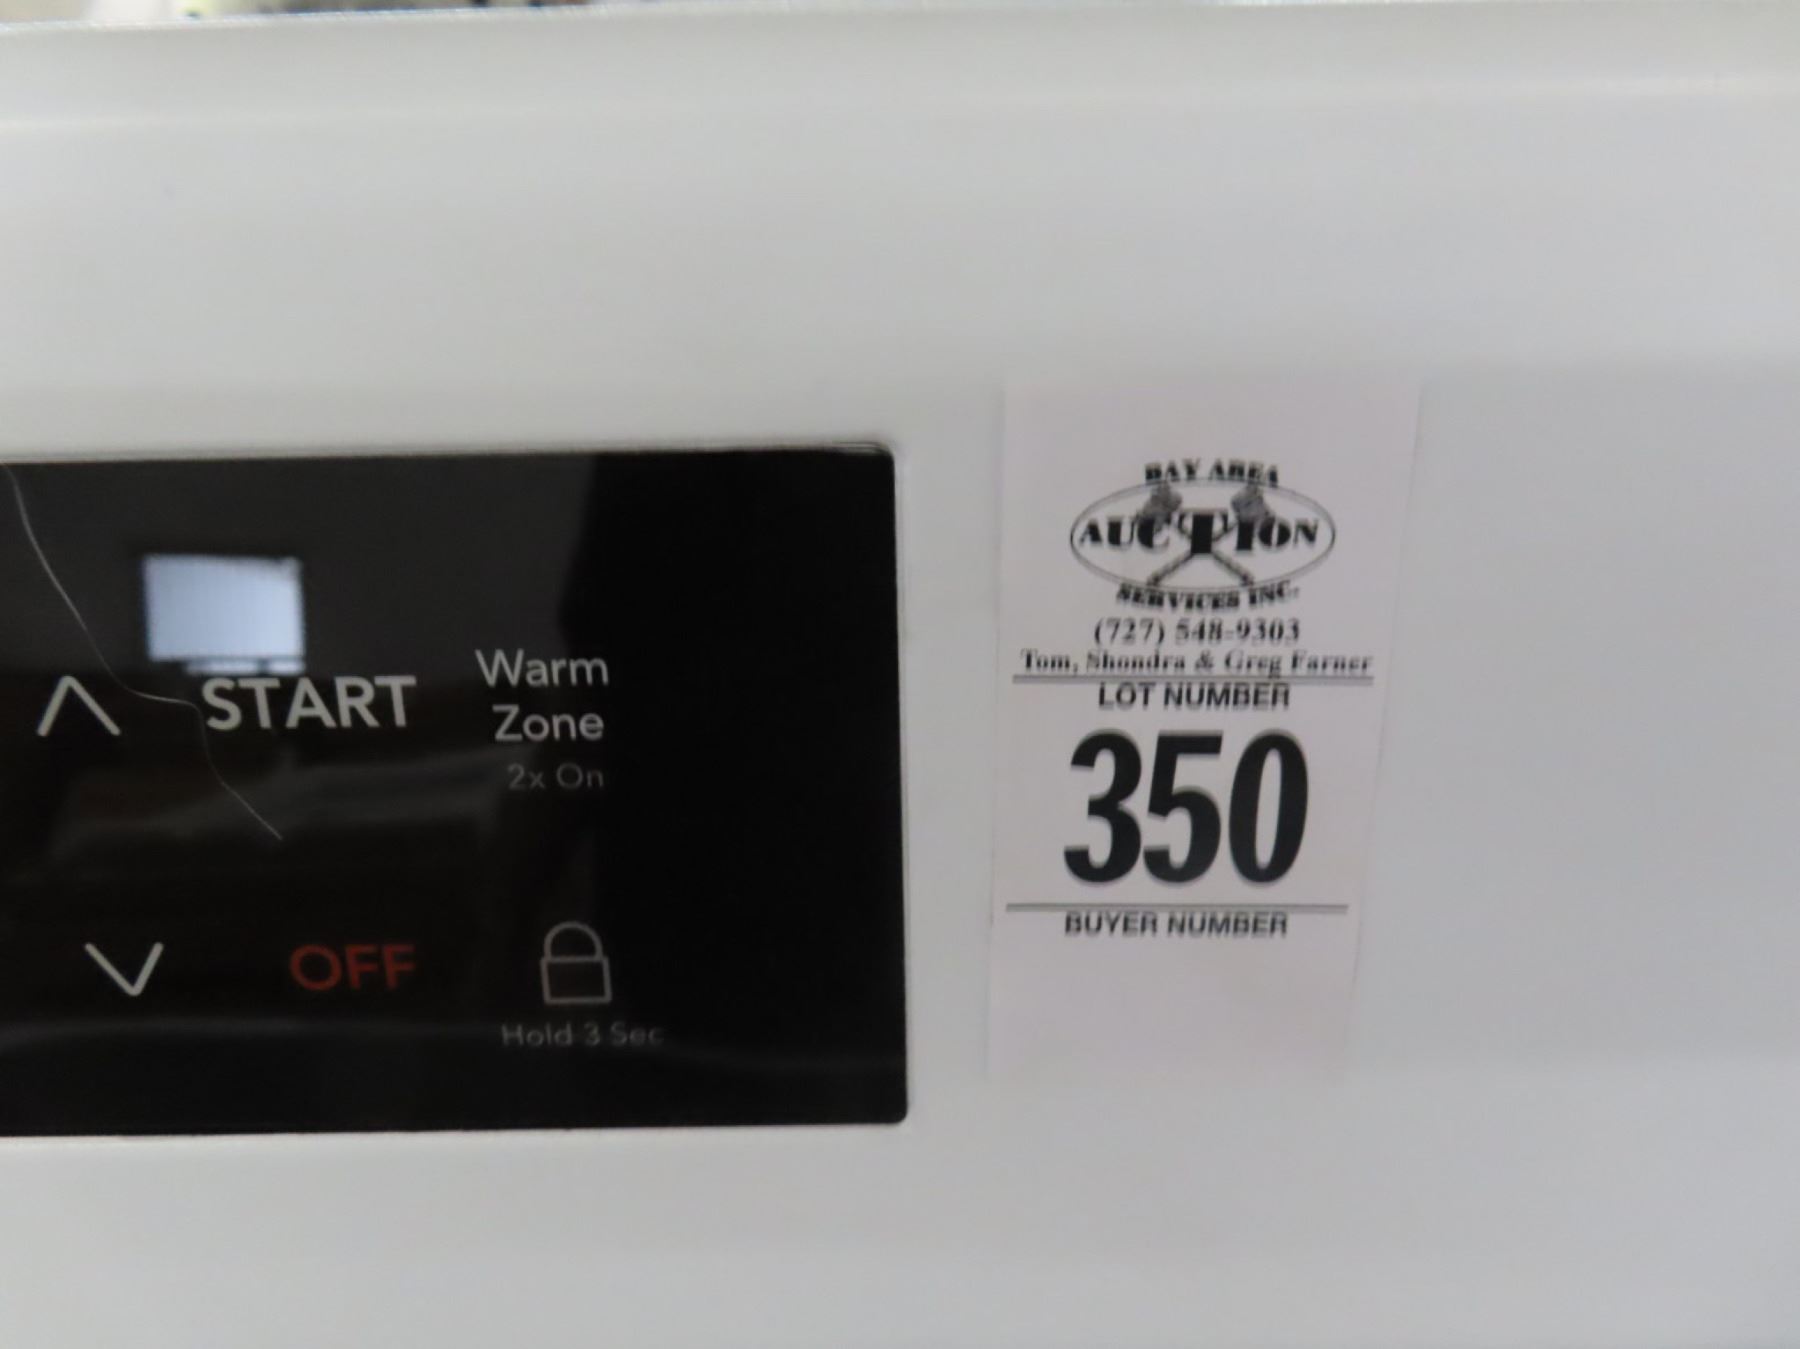 START
Warm
Zone
2x On
OFF
Hold 3 Sec
BAY AREA
AUCTION
SERVICES INC.
(727) 548-9303
Tom, Shondra & Greg Farner
LOT NUMBER
350
BUYER NUMBER